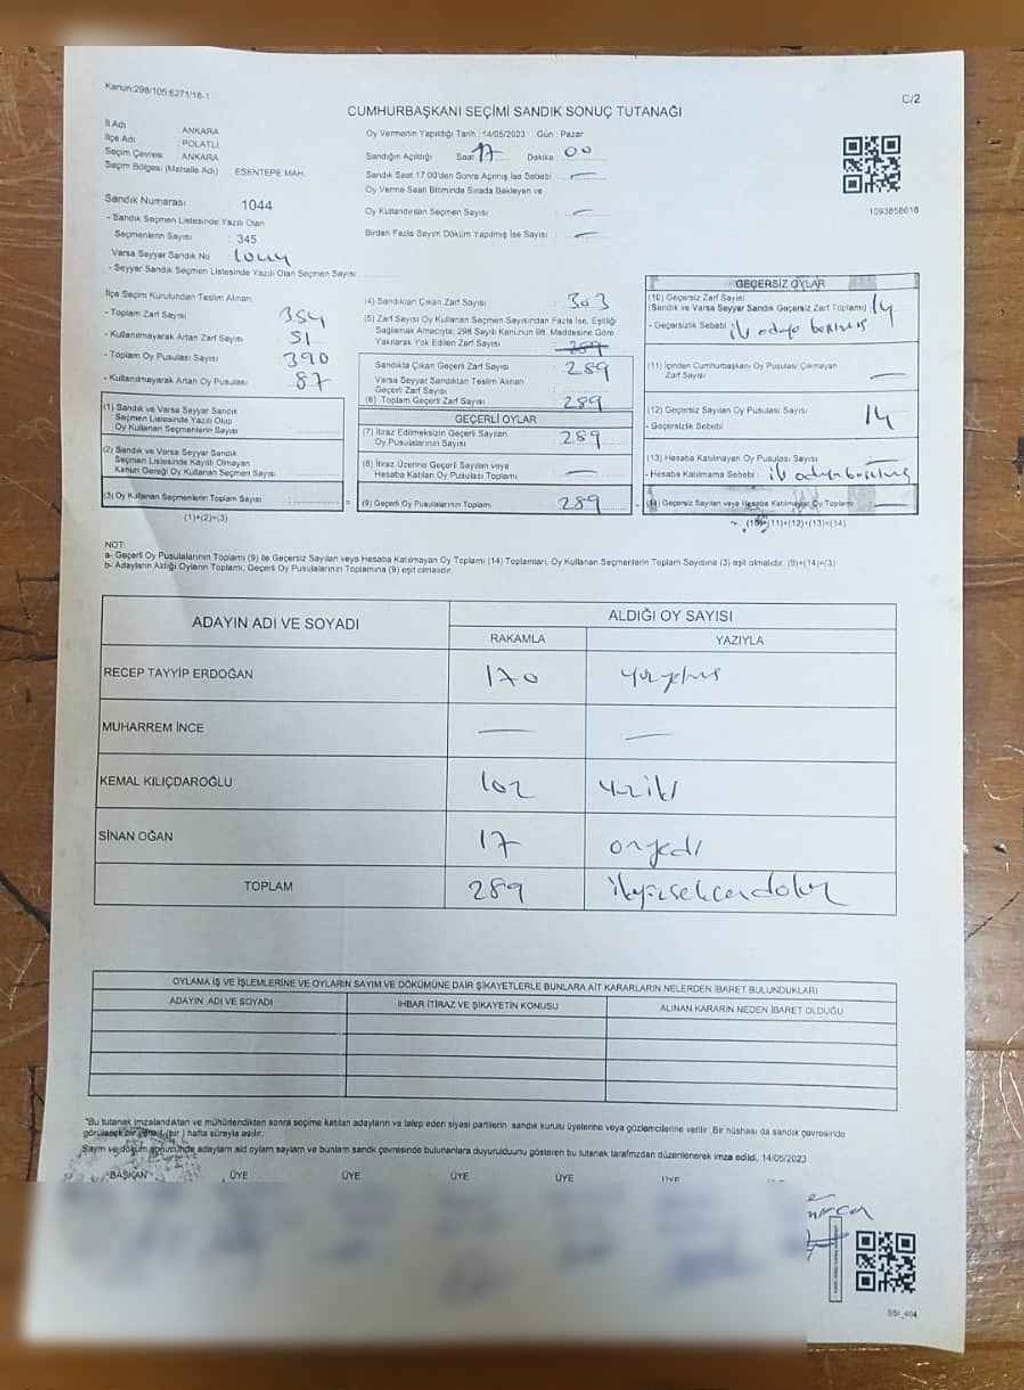 Kanun:298/105;6271/18-1
C/2
CUMHURBAŞKANI SEÇİMİ SANDIK SONUÇ TUTANAĞI
İl Adı : ANKARA
İlçe Adı : POLATLI
Seçim Çevresi : ANKARA
Seçim Bölgesi (Mahalle Adı) : ESENTEPE MAH.
Sandık Numarası : 1044
- Sandık Seçmen Listesinde Yazılı Olan
Seçmenlerin Sayısı : 345
Varsa Seyyar Sandık No : 1044
- Seyyar Sandık Seçmen Listesinde Yazılı Olan Seçmen Sayısı :
Oy Vermenin Yapıldığı Tarih : 14/05/2023 Gün : Pazar
Sandığın Açıldığı Saat 17 Dakika 00
Sandık Saat 17.00'den Sonra Açılmış İse Sebebi : —
Oy Verme Saati Bitiminde Sırada Bekleyen ve
Oy Kullandırılan Seçmen Sayısı : —
Birden Fazla Sayım Döküm Yapılmış İse Sayısı : —
1093858618
İlçe Seçim Kurulundan Teslim Alınan;
- Toplam Zarf Sayısı : 354
- Kullanılmayarak Artan Zarf Sayısı : 51
- Toplam Oy Pusulası Sayısı : 390
- Kullanılmayarak Artan Oy Pusulası : 87
(1) Sandık ve Varsa Seyyar Sandık
Seçmen Listesinde Yazılı Olup
Oy Kullanan Seçmenlerin Sayısı
(2) Sandık ve Varsa Seyyar Sandık
Seçmen Listesinde Kayıtlı Olmayan
Kanun Gereği Oy Kullanan Seçmen Sayısı
(3) Oy Kullanan Seçmenlerin Toplam Sayısı
(1)+(2)=(3)
(4) Sandıktan Çıkan Zarf Sayısı : 303
(5) Zarf Sayısı Oy Kullanan Seçmen Sayısından Fazla İse, Eşitliği
Sağlamak Amacıyla; 298 Sayılı Kanunun 98. Maddesine Göre
Yakılarak Yok Edilen Zarf Sayısı : 289
Sandıkta Çıkan Geçerli Zarf Sayısı : 289
Varsa Seyyar Sandıktan Teslim Alınan
Geçerli Zarf Sayısı :
(6) Toplam Geçerli Zarf Sayısı : 289
GEÇERLİ OYLAR
(7) İtiraz Edilmeksizin Geçerli Sayılan
Oy Pusulalarının Sayısı : 289
(8) İtiraz Üzerine Geçerli Sayılan veya
Hesaba Katılan Oy Pusulası Toplamı : —
(9) Geçerli Oy Pusulalarının Toplamı : 289
GEÇERSİZ OYLAR
(10) Geçersiz Zarf Sayısı
(Sandık ve Varsa Seyyar Sandık Geçersiz Zarf Toplamı) 14
- Geçersizlik Sebebi : iki adaya basılmış
(11) İçinden Cumhurbaşkanı Oy Pusulası Çıkmayan
Zarf Sayısı : —
(12) Geçersiz Sayılan Oy Pusulası Sayısı : 14
- Geçersizlik Sebebi :
(13) Hesaba Katılmayan Oy Pusulası Sayısı : —
- Hesaba Katılmama Sebebi : iki adaya basılmış
(14) Geçersiz Sayılan veya Hesaba Katılmayan Oy Toplamı : —
(10)+(11)+(12)+(13)=(14)
NOT:
a- Geçerli Oy Pusulalarının Toplamı (9) ile Geçersiz Sayılan veya Hesaba Katılmayan Oy Toplamı (14) Toplamları, Oy Kullanan Seçmenlerin Toplam Sayısına (3) eşit olmalıdır. (9)+(14)=(3)
b- Adayların Aldığı Oyların Toplamı, Geçerli Oy Pusulalarının Toplamına (9) eşit olmalıdır.
ADAYIN ADI VE SOYADI
ALDIĞI OY SAYISI
RAKAMLA YAZIYLA
RECEP TAYYİP ERDOĞAN 170 yüzyetmiş
MUHARREM İNCE — —
KEMAL KILIÇDAROĞLU 102 yüziki
SİNAN OĞAN 17 onyedi
TOPLAM 289 ikiyüzseksendokuz
OYLAMA İŞ VE İŞLEMLERİNE VE OYLARIN SAYIM VE DÖKÜMÜNE DAİR ŞİKAYETLERLE BUNLARA AİT KARARLARIN NELERDEN İBARET BULUNDUKLARI
ADAYIN ADI VE SOYADI İHBAR İTİRAZ VE ŞİKAYETİN KONUSU ALINAN KARARIN NEDEN İBARET OLDUĞU
"Bu tutanak imzalandıktan ve mühürlendikten sonra seçime katılan adayların ve talep eden siyasi partilerin sandık kurulu üyelerine veya gözlemcilerine verilir. Bir nüshası da sandık çevresinde
görülecek bir yere 1 (bir) hafta süreyle asılır.
Sayım ve döküm sonucunda adayların aldığı oyların sayılarını ve bunların sandık çevresinde bulunanlara duyurulduğunu gösteren bu tutanak tarafımızdan düzenlenerek imza edildi. 14/05/2023
BAŞKAN ÜYE ÜYE ÜYE ÜYE ÜYE